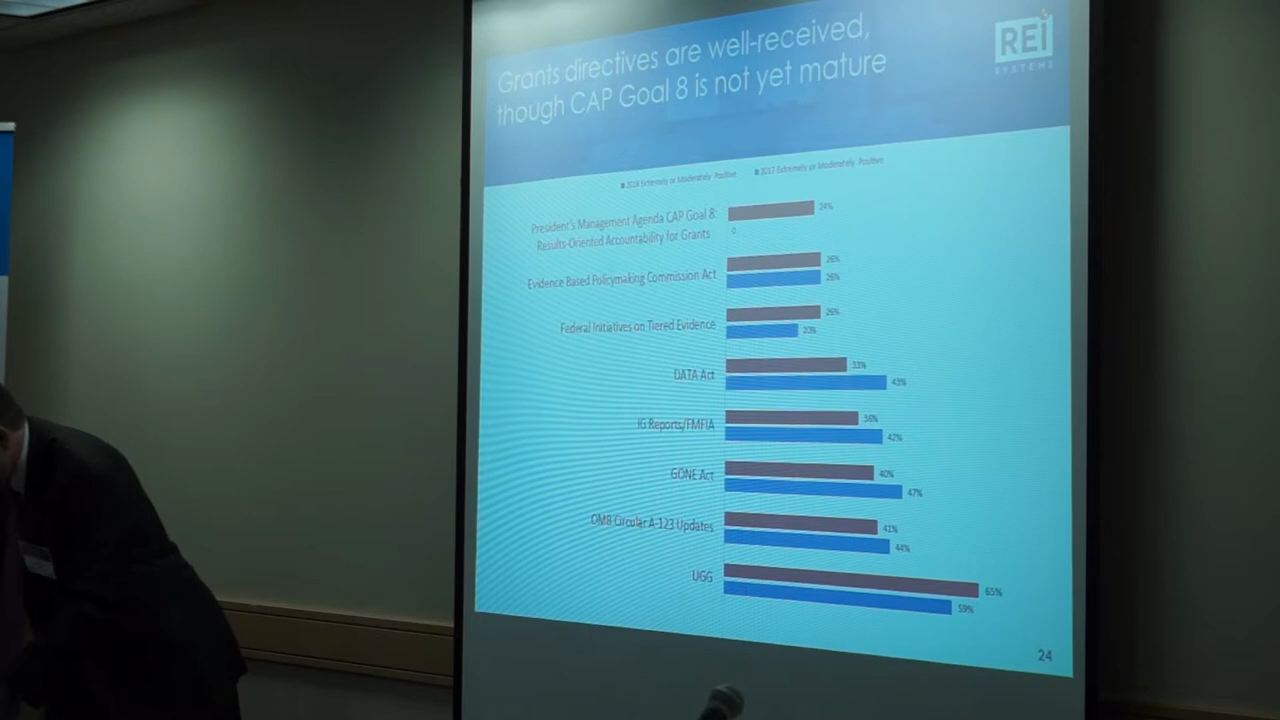 Grants directives are well-received,
though CAP Goal 8 is not yet mature
REI
SYSTEMS
2018 Extremely or Moderately Positive
2017 Extremely or Moderately Positive
President's Management Agenda CAP Goal 8:
Results-Oriented Accountability for Grants
24%
0
Evidence Based Policymaking Commission Act
26%
26%
Federal Initiatives on Tiered Evidence
26%
20%
DATA Act
33%
43%
IG Reports/FMFIA
36%
42%
GONE Act
40%
47%
OMB Circular A-123 Updates
41%
44%
UGG
65%
59%
24